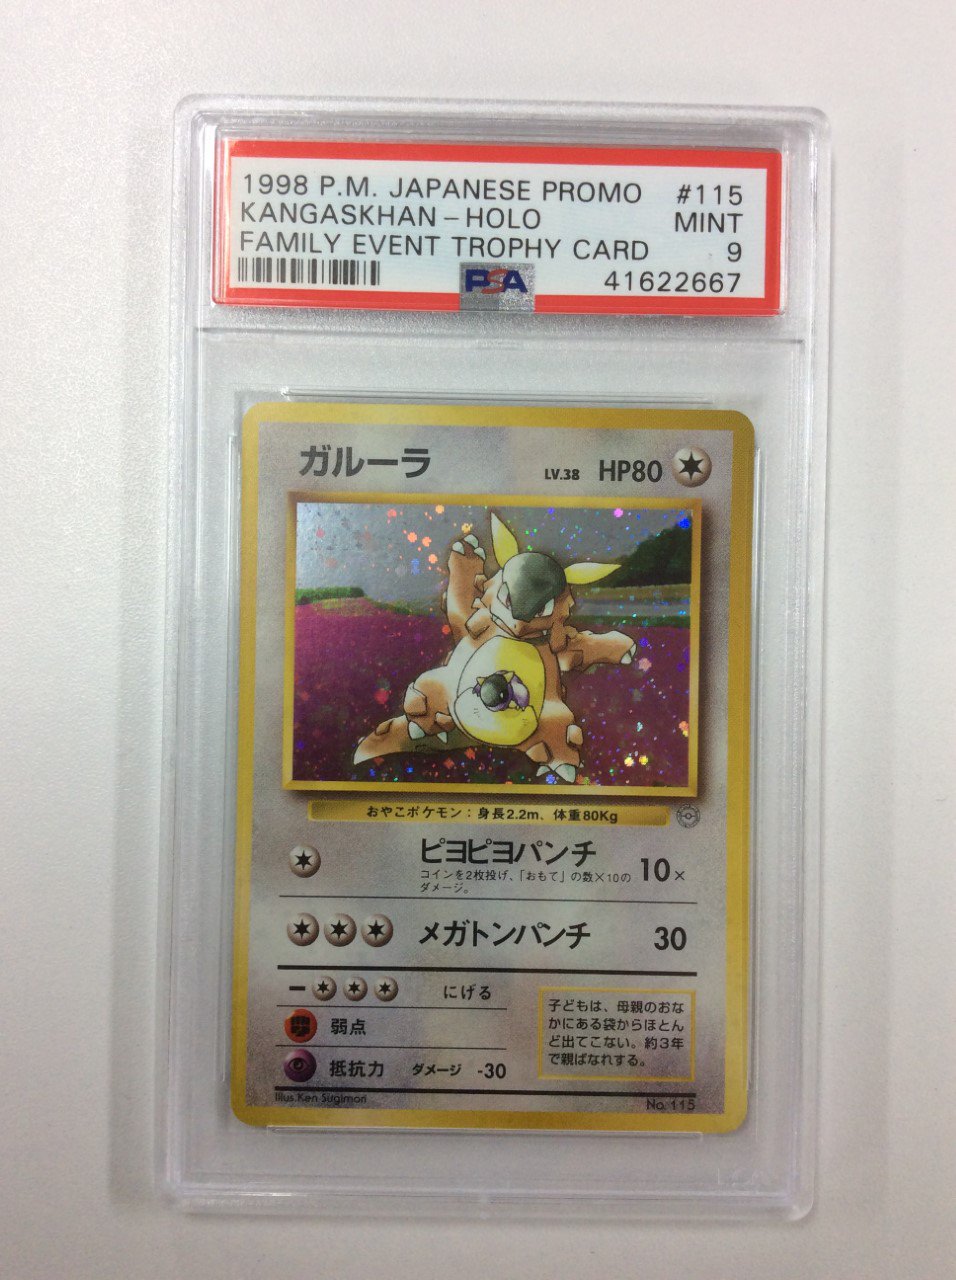 1998 P.M. JAPANESE PROMO #115
KANGASKHAN-HOLO MINT
FAMILY EVENT TROPHY CARD 9
PSA 41622667
ガルーラ LV.38 HP80
おやこポケモン：身長2.2m、体重80Kg
ピヨピヨパンチ 10×
コインを2枚投げ、「おもて」の数×10の
ダメージ。
メガトンパンチ 30
− にげる
弱点
抵抗力 ダメージ -30
子どもは、母親のおな
かにある袋からほとん
ど出てこない。約3年
で親ばなれする。
Illus.Ken Sugimori No.115